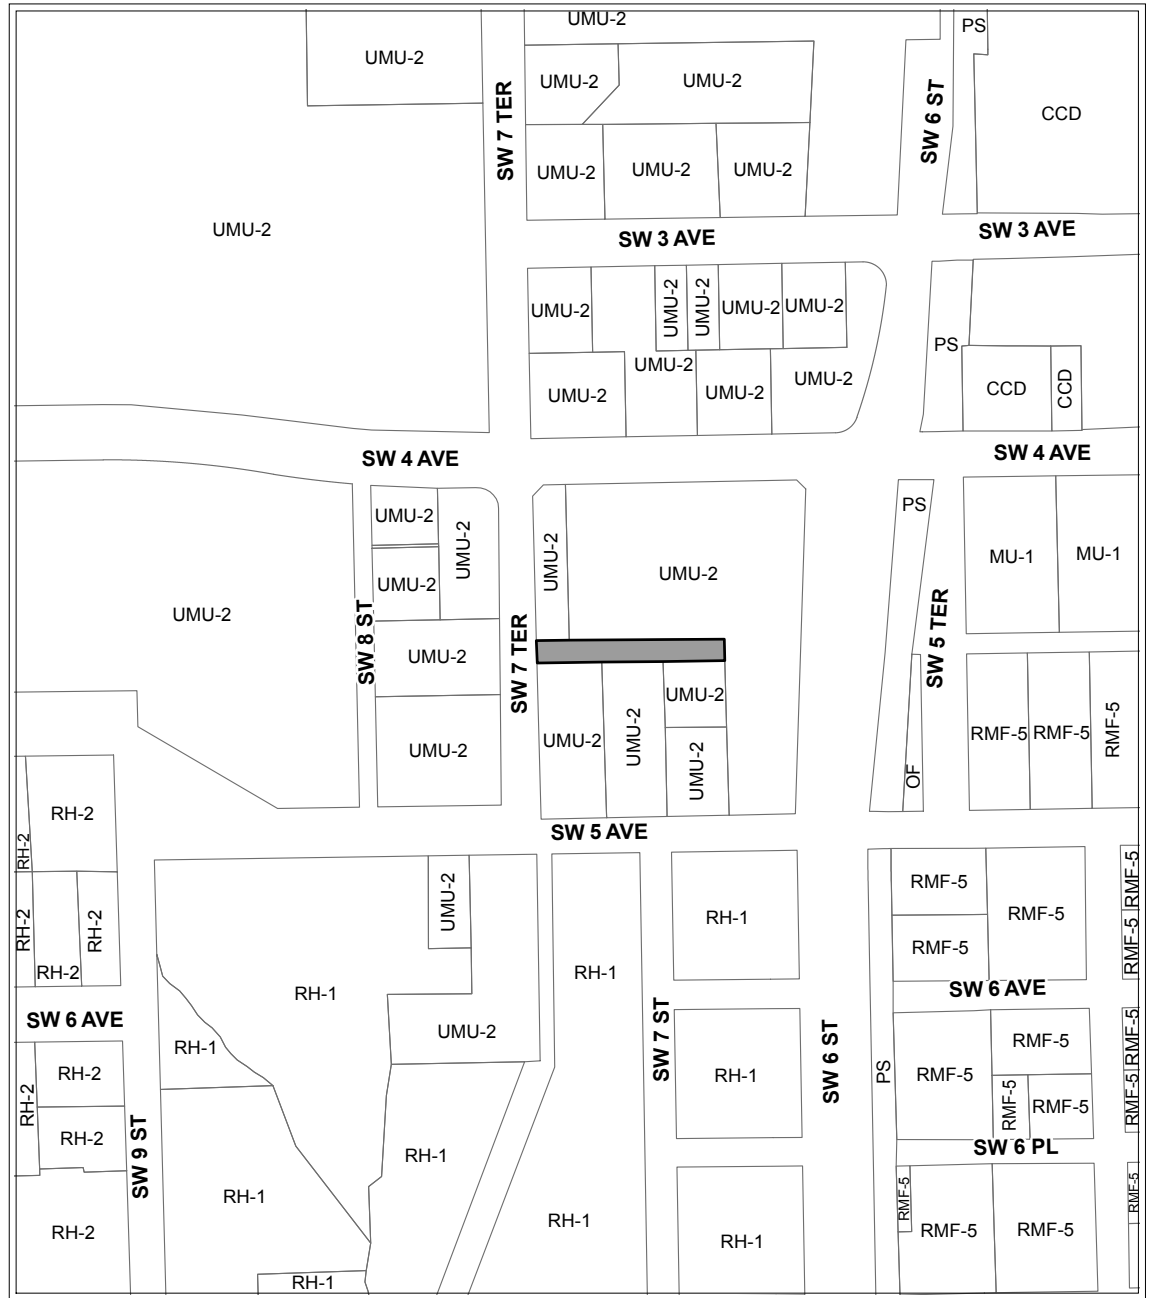 UMU-2
PS
UMU-2
UMU-2
UMU-2
CCD
SW 7 TER
SW 6 ST
UMU-2
UMU-2
UMU-2
UMU-2
SW 3 AVE
SW 3 AVE
UMU-2
UMU-2
UMU-2
UMU-2
UMU-2
PS
UMU-2
UMU-2
UMU-2
UMU-2
CCD
CCD
SW 4 AVE
SW 4 AVE
PS
UMU-2
UMU-2
UMU-2
UMU-2
MU-1
MU-1
UMU-2
UMU-2
SW 8 ST
SW 7 TER
SW 5 TER
UMU-2
UMU-2
UMU-2
UMU-2
UMU-2
UMU-2
RMF-5
RMF-5
RMF-5
UMU-2
OF
RH-2
SW 5 AVE
RH-2
UMU-2
RMF-5
RMF-5
RMF-5
RH-2
RH-2
RH-1
RMF-5
RMF-5
RH-2
RH-1
RH-1
SW 6 AVE
SW 6 AVE
UMU-2
SW 7 ST
SW 6 ST
RH-1
RMF-5
RMF-5
RH-2
RH-1
PS
RMF-5
RH-2
RMF-5
RMF-5
RMF-5
RH-2
SW 6 PL
RH-1
SW 9 ST
RH-1
RMF-5
RMF-5
RH-1
RH-2
RH-1
RMF-5
RMF-5
RH-1